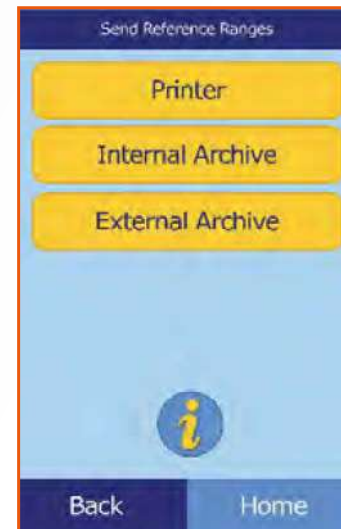 Send Reference Ranges
Printer
Internal Archive
External Archive
i
Back Home